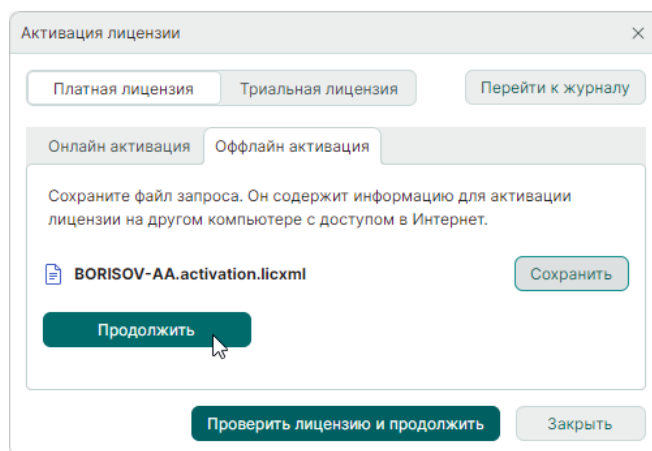 Активация лицензии
Платная лицензия
Триальная лицензия
Перейти к журналу
Онлайн активация
Оффлайн активация
Сохраните файл запроса. Он содержит информацию для активации
лицензии на другом компьютере с доступом в Интернет.
BORISOV-AA.activation.licxml
Сохранить
Продолжить
Проверить лицензию и продолжить
Закрыть